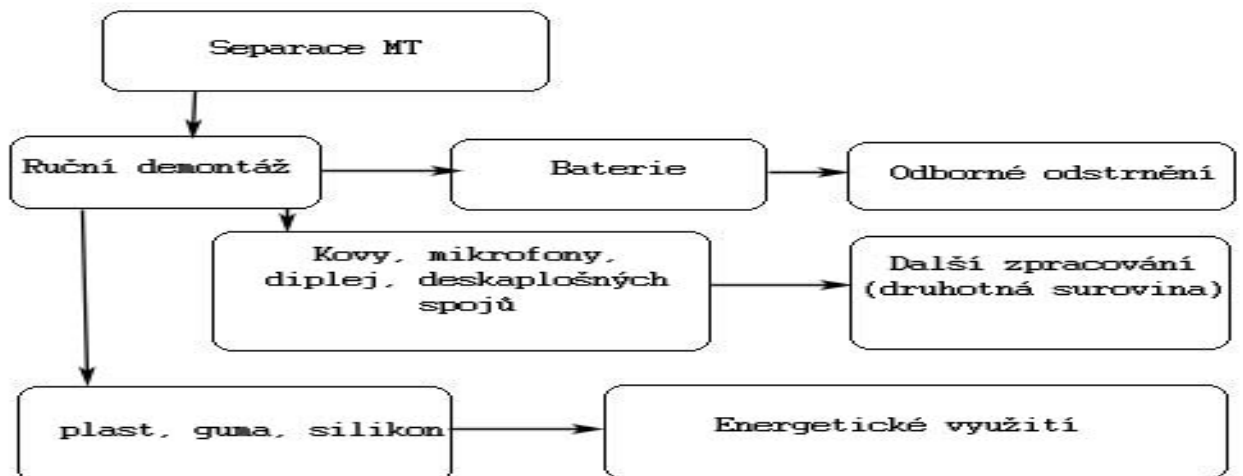 Separace MT
Ruční demontáž
Baterie
Odborné odstrnění
Kovy, mikrofony,
diplej, deskaplošných
spojů
Další zpracování
(druhotná surovina)
plast, guma, silikon
Energetické využití